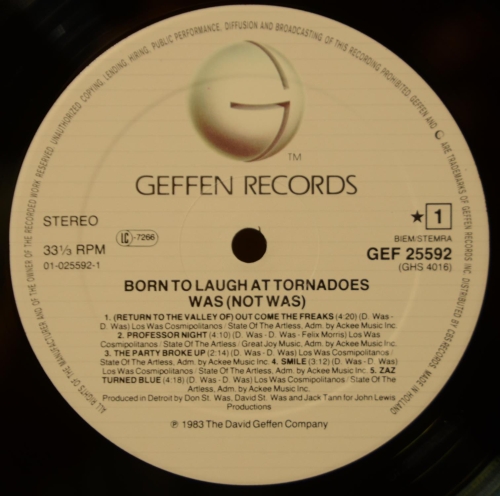 UNAUTHORIZED COPYING, LENDING, HIRING, PUBLIC PERFORMANCE, DIFFUSION AND BROADCASTING OF THIS RECORDING PROHIBITED. GEFFEN AND G ARE TRADEMARKS OF GEFFEN RECORDS INC. DISTRIBUTED BY CBS RECORDS. MADE IN HOLLAND
ALL RIGHTS OF THE MANUFACTURER AND OF THE OWNER OF THE RECORDED WORK RESERVED.
G
TM
GEFFEN RECORDS
STEREO
LC-7266
★ 1
33⅓ RPM
01-025592-1
BIEM/STEMRA
GEF 25592
(GHS 4016)
BORN TO LAUGH AT TORNADOES
WAS (NOT WAS)
1. (RETURN TO THE VALLEY OF) OUT COME THE FREAKS (4:20) (D. Was-
D. Was) Los Was Cosmipolitanos / State Of The Artless, Adm. by Ackee Music Inc.
2. PROFESSOR NIGHT (4:10) (D. Was - D. Was - Felix Morris) Los Was
Cosmipolitanos / State Of The Artless / Great Joy Music, Adm. by Ackee Music Inc.
3. THE PARTY BROKE UP (2:14) (D. Was - D. Was) Los Was Cosmipolitanos /
State Of The Artless, Adm. by Ackee Music Inc. 4. SMILE (3:12) (D. Was - D. Was)
Los Was Cosmipolitanos / State Of The Artless, Adm. by Ackee Music Inc. 5. ZAZ
TURNED BLUE (4:18) (D. Was - D. Was) Los Was Cosmipolitanos / State Of The
Artless, Adm. by Ackee Music Inc.
Produced in Detroit by Don St. Was, David St. Was and Jack Tann for John Lewis
Productions
℗ 1983 The David Geffen Company